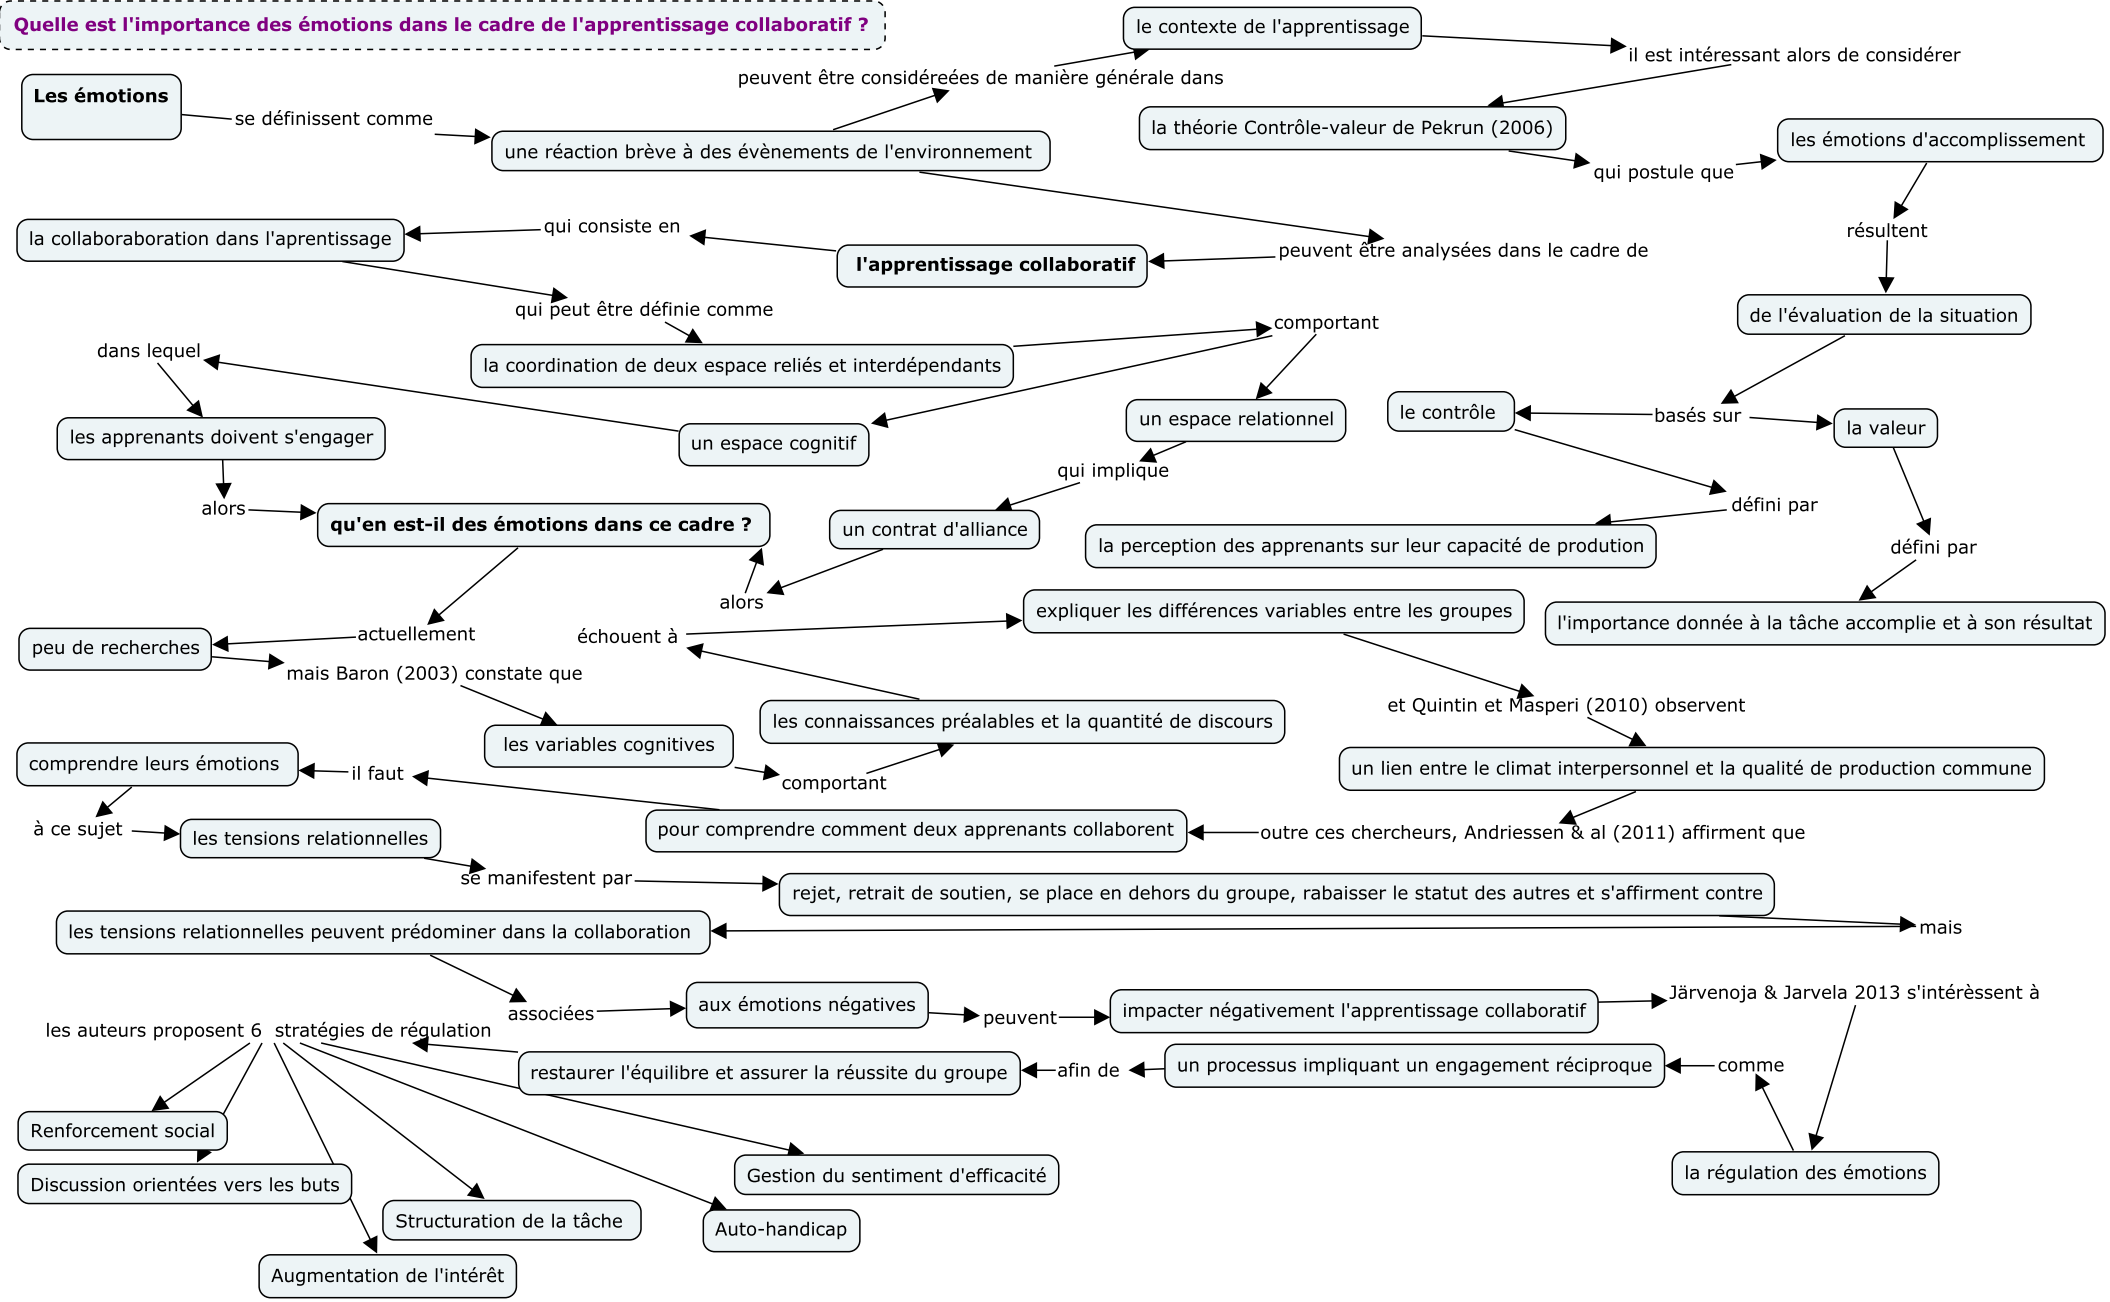 Quelle est l'importance des émotions dans le cadre de l'apprentissage collaboratif ?
Les émotions
se définissent comme
une réaction brève à des évènements de l'environnement
peuvent être considéreées de manière générale dans
le contexte de l'apprentissage
il est intéressant alors de considérer
la théorie Contrôle-valeur de Pekrun (2006)
qui postule que
les émotions d'accomplissement
résultent
de l'évaluation de la situation
basés sur
le contrôle
la valeur
défini par
la perception des apprenants sur leur capacité de prodution
défini par
l'importance donnée à la tâche accomplie et à son résultat
peuvent être analysées dans le cadre de
l'apprentissage collaboratif
qui consiste en
la collaboraboration dans l'aprentissage
qui peut être définie comme
la coordination de deux espace reliés et interdépendants
comportant
un espace relationnel
un espace cognitif
dans lequel
les apprenants doivent s'engager
alors
qui implique
un contrat d'alliance
alors
qu'en est-il des émotions dans ce cadre ?
actuellement
peu de recherches
mais Baron (2003) constate que
les variables cognitives
comportant
les connaissances préalables et la quantité de discours
échouent à
expliquer les différences variables entre les groupes
et Quintin et Masperi (2010) observent
un lien entre le climat interpersonnel et la qualité de production commune
outre ces chercheurs, Andriessen & al (2011) affirment que
pour comprendre comment deux apprenants collaborent
il faut
comprendre leurs émotions
à ce sujet
les tensions relationnelles
se manifestent par
rejet, retrait de soutien, se place en dehors du groupe, rabaisser le statut des autres et s'affirment contre
mais
les tensions relationnelles peuvent prédominer dans la collaboration
associées
aux émotions négatives
peuvent
impacter négativement l'apprentissage collaboratif
Järvenoja & Jarvela 2013 s'intérèssent à
la régulation des émotions
comme
un processus impliquant un engagement réciproque
afin de
restaurer l'équilibre et assurer la réussite du groupe
les auteurs proposent 6 stratégies de régulation
Renforcement social
Discussion orientées vers les buts
Augmentation de l'intérêt
Structuration de la tâche
Auto-handicap
Gestion du sentiment d'efficacité